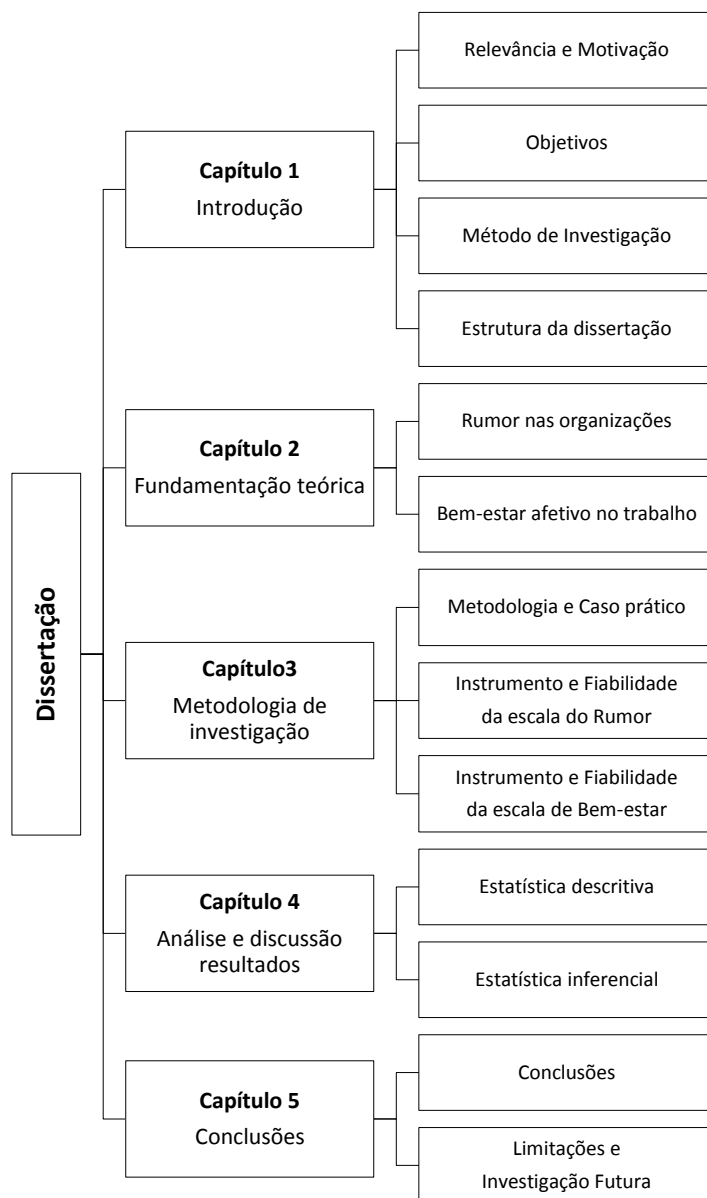 Dissertação
Capítulo 1
Introdução
Relevância e Motivação
Objetivos
Método de Investigação
Estrutura da dissertação
Capítulo 2
Fundamentação teórica
Rumor nas organizações
Bem-estar afetivo no trabalho
Capítulo3
Metodologia de
investigação
Metodologia e Caso prático
Instrumento e Fiabilidade
da escala do Rumor
Instrumento e Fiabilidade
da escala de Bem-estar
Capítulo 4
Análise e discussão
resultados
Estatística descritiva
Estatística inferencial
Capítulo 5
Conclusões
Conclusões
Limitações e
Investigação Futura